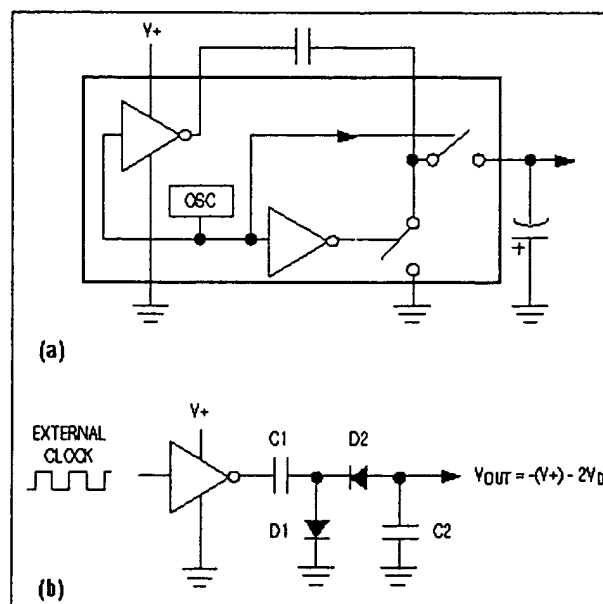 V+
OSC
+
(a)
V+
EXTERNAL
CLOCK
C1
D2
VOUT = -(V+) - 2VD
D1
C2
(b)